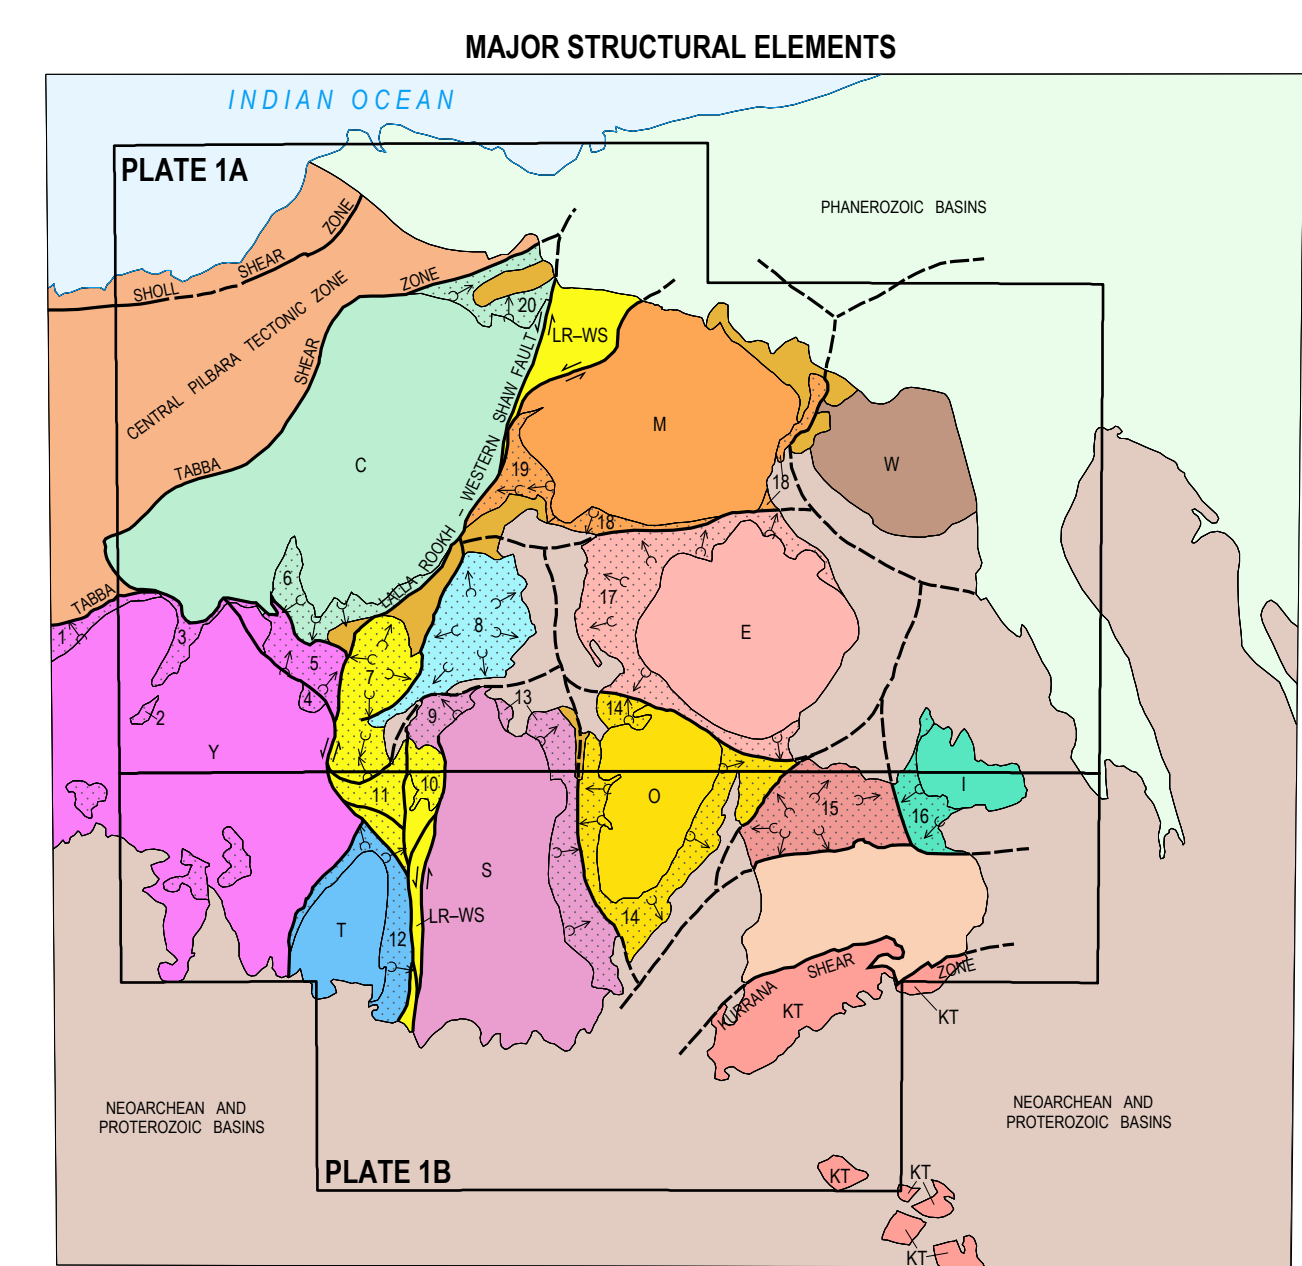 MAJOR STRUCTURAL ELEMENTS
INDIAN OCEAN
PLATE 1A
PHANEROZOIC BASINS
SHOLL SHEAR ZONE
CENTRAL PILBARA TECTONIC ZONE
TABBA SHEAR ZONE
20
LR–WS
LALLA ROOKH – WESTERN SHAW FAULT
M
C
W
19
18
18
6
TABBA
1
3
17
8
E
5
7
4
2
13
9
14
Y
10
11
O
I
15
16
S
T
12
LR–WS
14
KURRANA SHEAR ZONE
KT
KT
NEOARCHEAN AND
PROTEROZOIC BASINS
NEOARCHEAN AND
PROTEROZOIC BASINS
PLATE 1B
KT
KT
KT